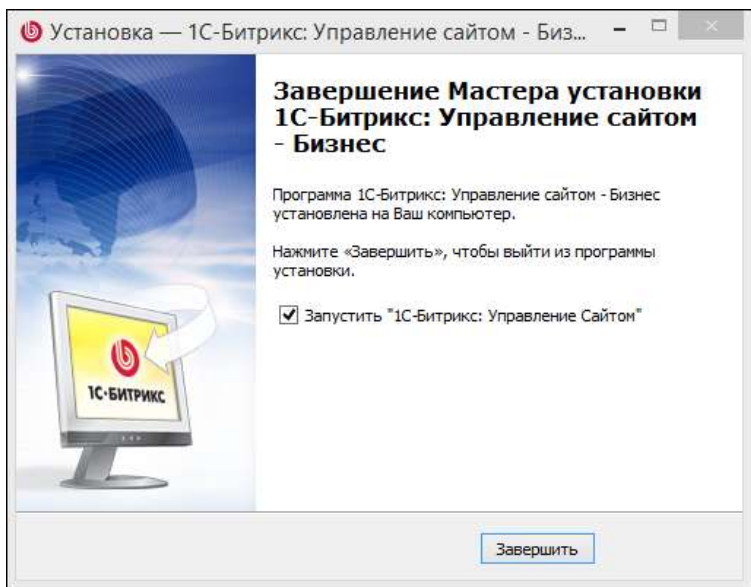 Установка — 1С-Битрикс: Управление сайтом - Биз...
Завершение Мастера установки
1С-Битрикс: Управление сайтом
- Бизнес
Программа 1С-Битрикс: Управление сайтом - Бизнес
установлена на Ваш компьютер.
Нажмите «Завершить», чтобы выйти из программы
установки.
Запустить "1С-Битрикс: Управление Сайтом"
1С·БИТРИКС
Завершить